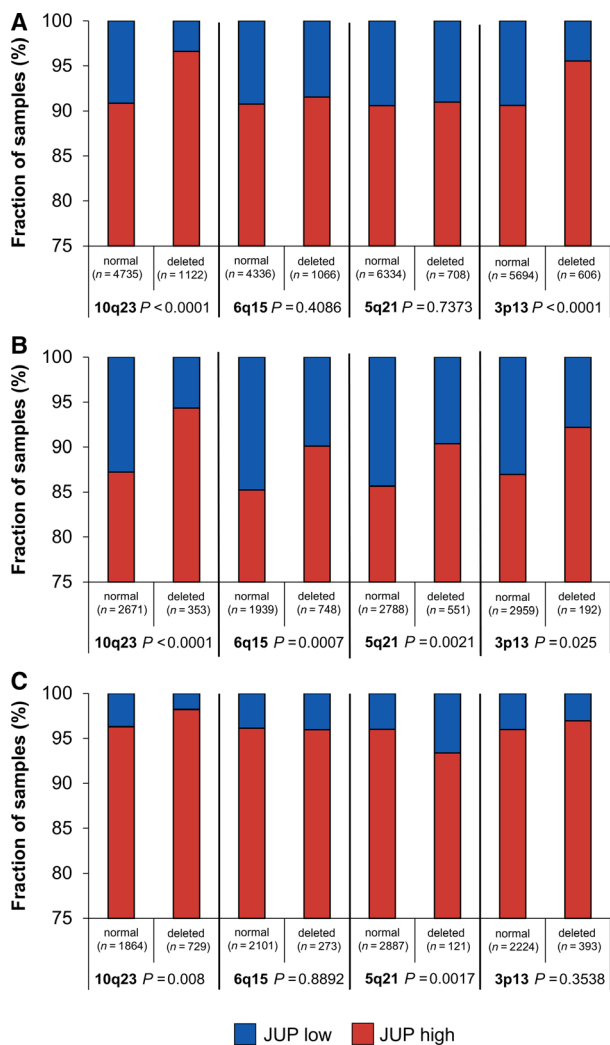 A
Fraction of samples (%)
100
95
90
85
80
75
normal deleted normal deleted normal deleted normal deleted
(n = 4735) (n = 1122) (n = 4336) (n = 1066) (n = 6334) (n = 708) (n = 5694) (n = 606)
10q23 P < 0.0001 6q15 P = 0.4086 5q21 P = 0.7373 3p13 P < 0.0001
B
Fraction of samples (%)
100
95
90
85
80
75
normal deleted normal deleted normal deleted normal deleted
(n = 2671) (n = 353) (n = 1939) (n = 748) (n = 2788) (n = 551) (n = 2959) (n = 192)
10q23 P < 0.0001 6q15 P = 0.0007 5q21 P = 0.0021 3p13 P = 0.025
C
Fraction of samples (%)
100
95
90
85
80
75
normal deleted normal deleted normal deleted normal deleted
(n = 1864) (n = 729) (n = 2101) (n = 273) (n = 2887) (n = 121) (n = 2224) (n = 393)
10q23 P = 0.008 6q15 P = 0.8892 5q21 P = 0.0017 3p13 P = 0.3538
JUP low JUP high